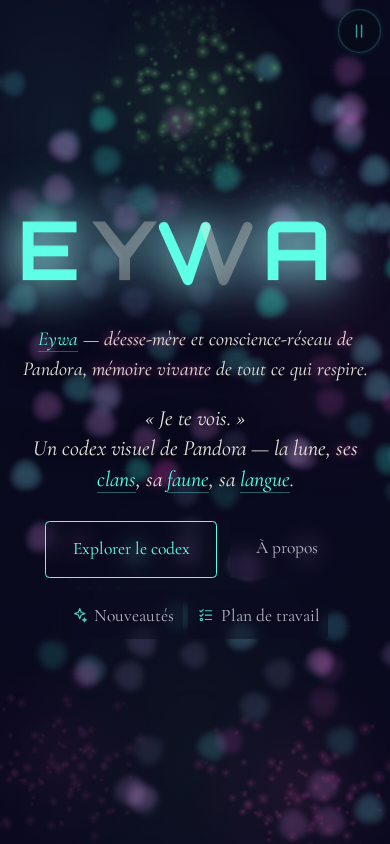 EYWA
Eywa — déesse-mère et conscience-réseau de
Pandora, mémoire vivante de tout ce qui respire.
« Je te vois. »
Un codex visuel de Pandora — la lune, ses
clans, sa faune, sa langue.
Explorer le codex
À propos
Nouveautés
Plan de travail